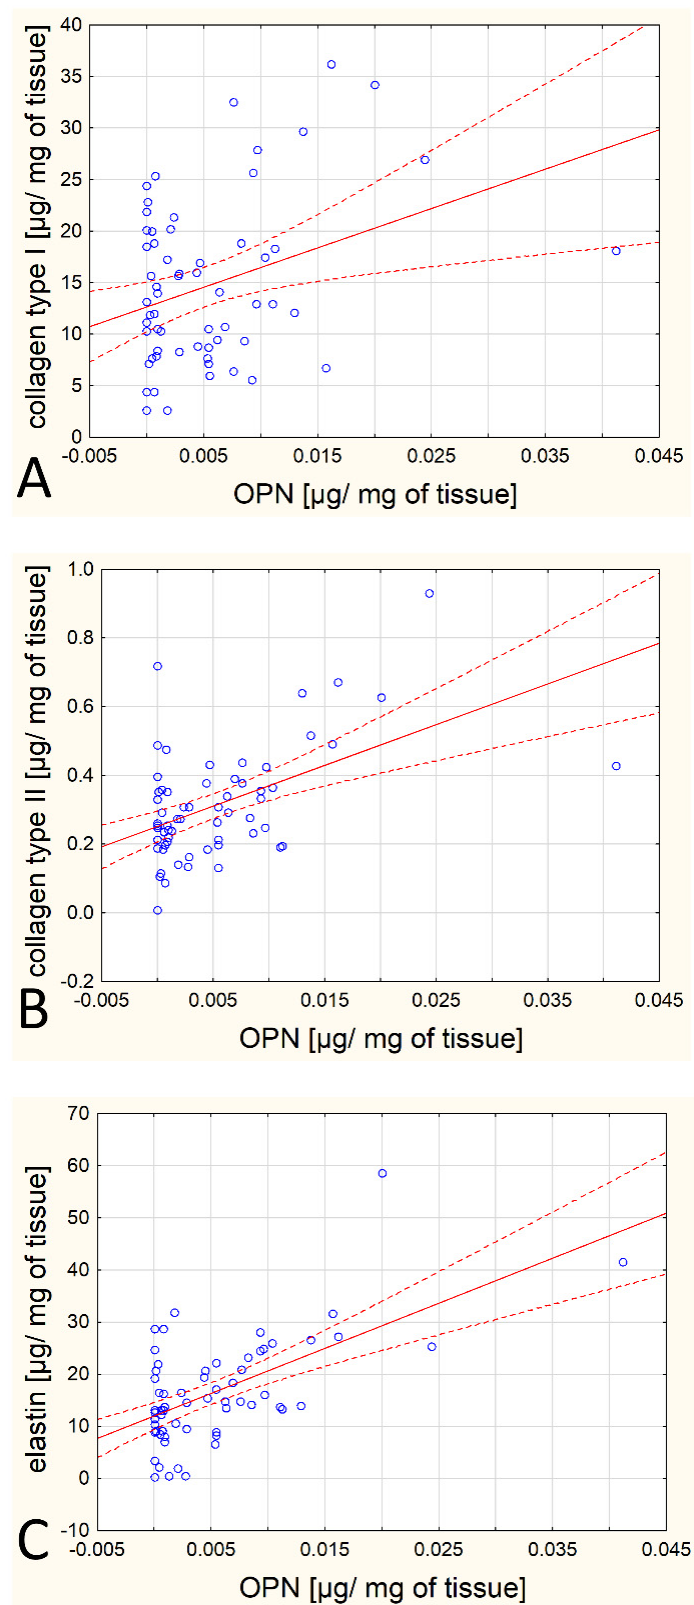 40
35
30
25
20
15
10
5
0
collagen type I [µg/ mg of tissue]
-0.005 0.005 0.015 0.025 0.035 0.045
OPN [µg/ mg of tissue]
A
1.0
0.8
0.6
0.4
0.2
0.0
-0.2
collagen type II [µg/ mg of tissue]
-0.005 0.005 0.015 0.025 0.035 0.045
OPN [µg/ mg of tissue]
B
70
60
50
40
30
20
10
0
-10
elastin [µg/ mg of tissue]
-0.005 0.005 0.015 0.025 0.035 0.045
OPN [µg/ mg of tissue]
C